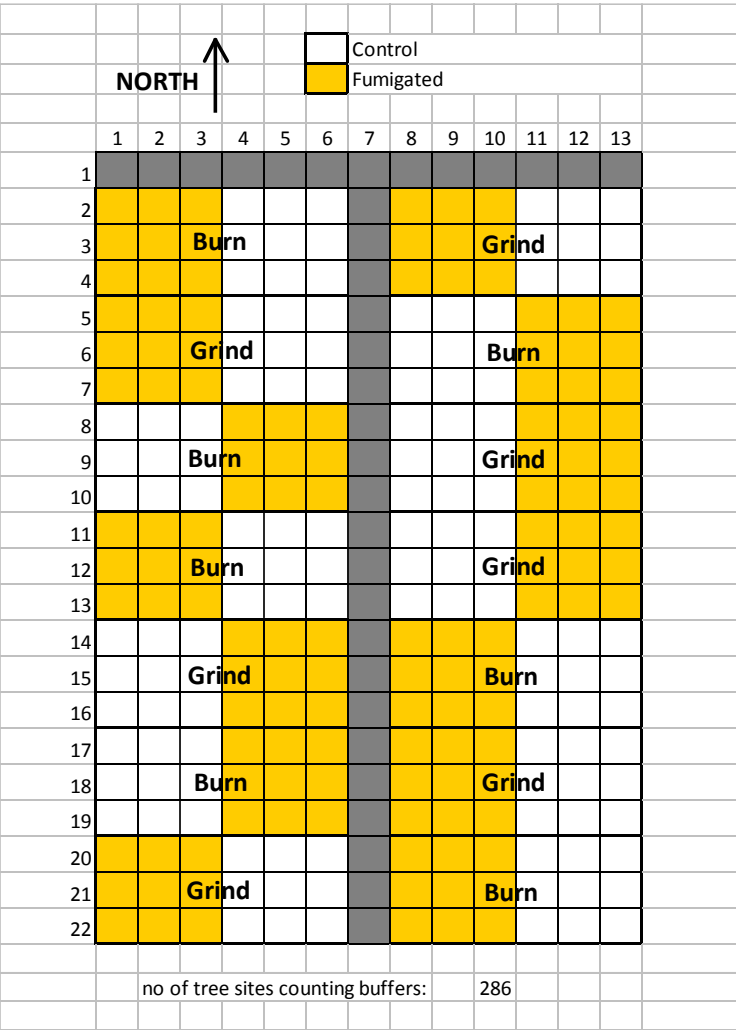 Control
NORTH Fumigated
1 2 3 4 5 6 7 8 9 10 11 12 13
1
2
3 Burn Grind
4
5
6 Grind Burn
7
8
9 Burn Grind
10
11
12 Burn Grind
13
14
15 Grind Burn
16
17
18 Burn Grind
19
20
21 Grind Burn
22
no of tree sites counting buffers: 286